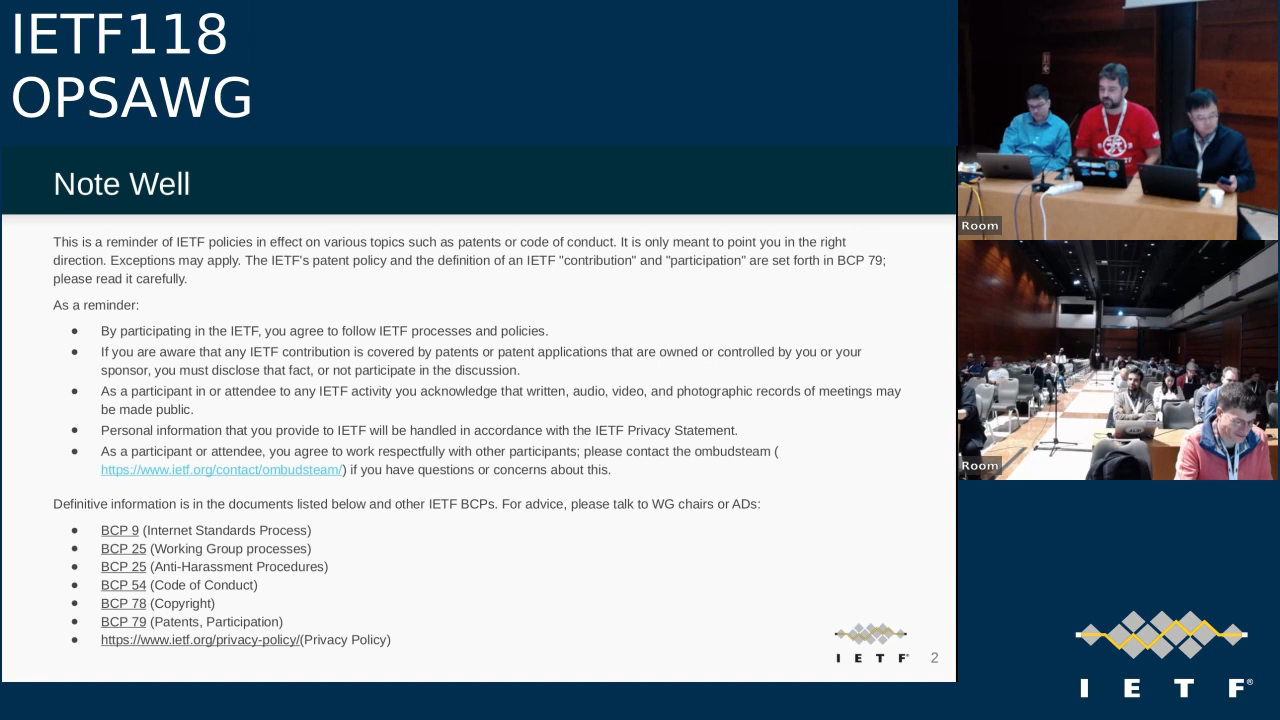 IETF118
OPSAWG
Note Well
This is a reminder of IETF policies in effect on various topics such as patents or code of conduct. It is only meant to point you in the right
direction. Exceptions may apply. The IETF's patent policy and the definition of an IETF "contribution" and "participation" are set forth in BCP 79;
please read it carefully.
As a reminder:
● By participating in the IETF, you agree to follow IETF processes and policies.
● If you are aware that any IETF contribution is covered by patents or patent applications that are owned or controlled by you or your
sponsor, you must disclose that fact, or not participate in the discussion.
● As a participant in or attendee to any IETF activity you acknowledge that written, audio, video, and photographic records of meetings may
be made public.
● Personal information that you provide to IETF will be handled in accordance with the IETF Privacy Statement.
● As a participant or attendee, you agree to work respectfully with other participants; please contact the ombudsteam (
https://www.ietf.org/contact/ombudsteam/) if you have questions or concerns about this.
Definitive information is in the documents listed below and other IETF BCPs. For advice, please talk to WG chairs or ADs:
● BCP 9 (Internet Standards Process)
● BCP 25 (Working Group processes)
● BCP 25 (Anti-Harassment Procedures)
● BCP 54 (Code of Conduct)
● BCP 78 (Copyright)
● BCP 79 (Patents, Participation)
● https://www.ietf.org/privacy-policy/(Privacy Policy)
I E T F®
2
Room
Room
I E T F®